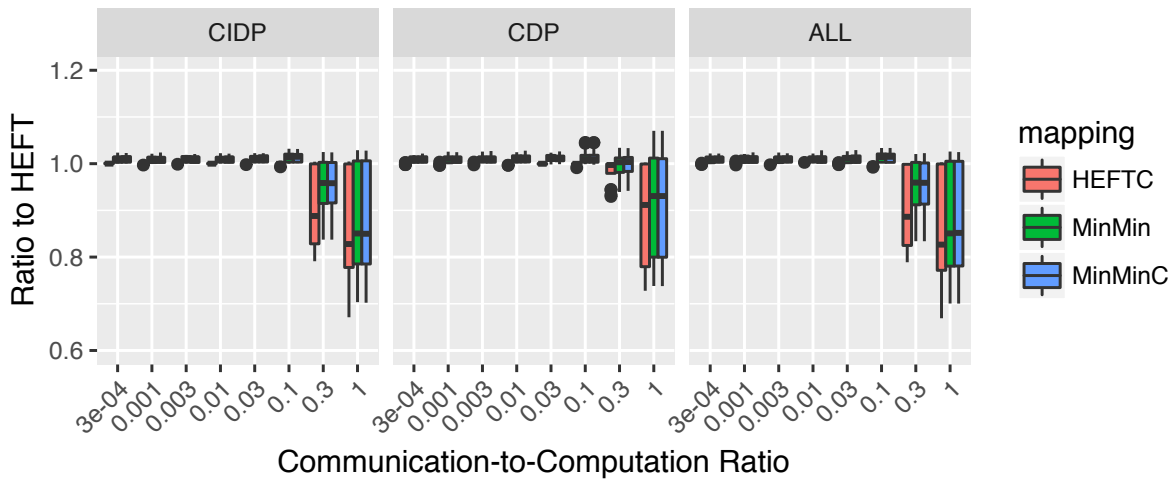 CIDP CDP ALL
Ratio to HEFT
1.2
1.0
0.8
0.6
3e-04 0.001 0.003 0.01 0.03 0.1 0.3 1
3e-04 0.001 0.003 0.01 0.03 0.1 0.3 1
3e-04 0.001 0.003 0.01 0.03 0.1 0.3 1
Communication-to-Computation Ratio
mapping
HEFTC
MinMin
MinMinC